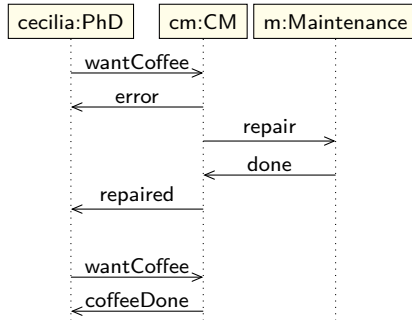 cecilia:PhD cm:CM m:Maintenance
wantCoffee
error
repair
done
repaired
wantCoffee
coffeeDone